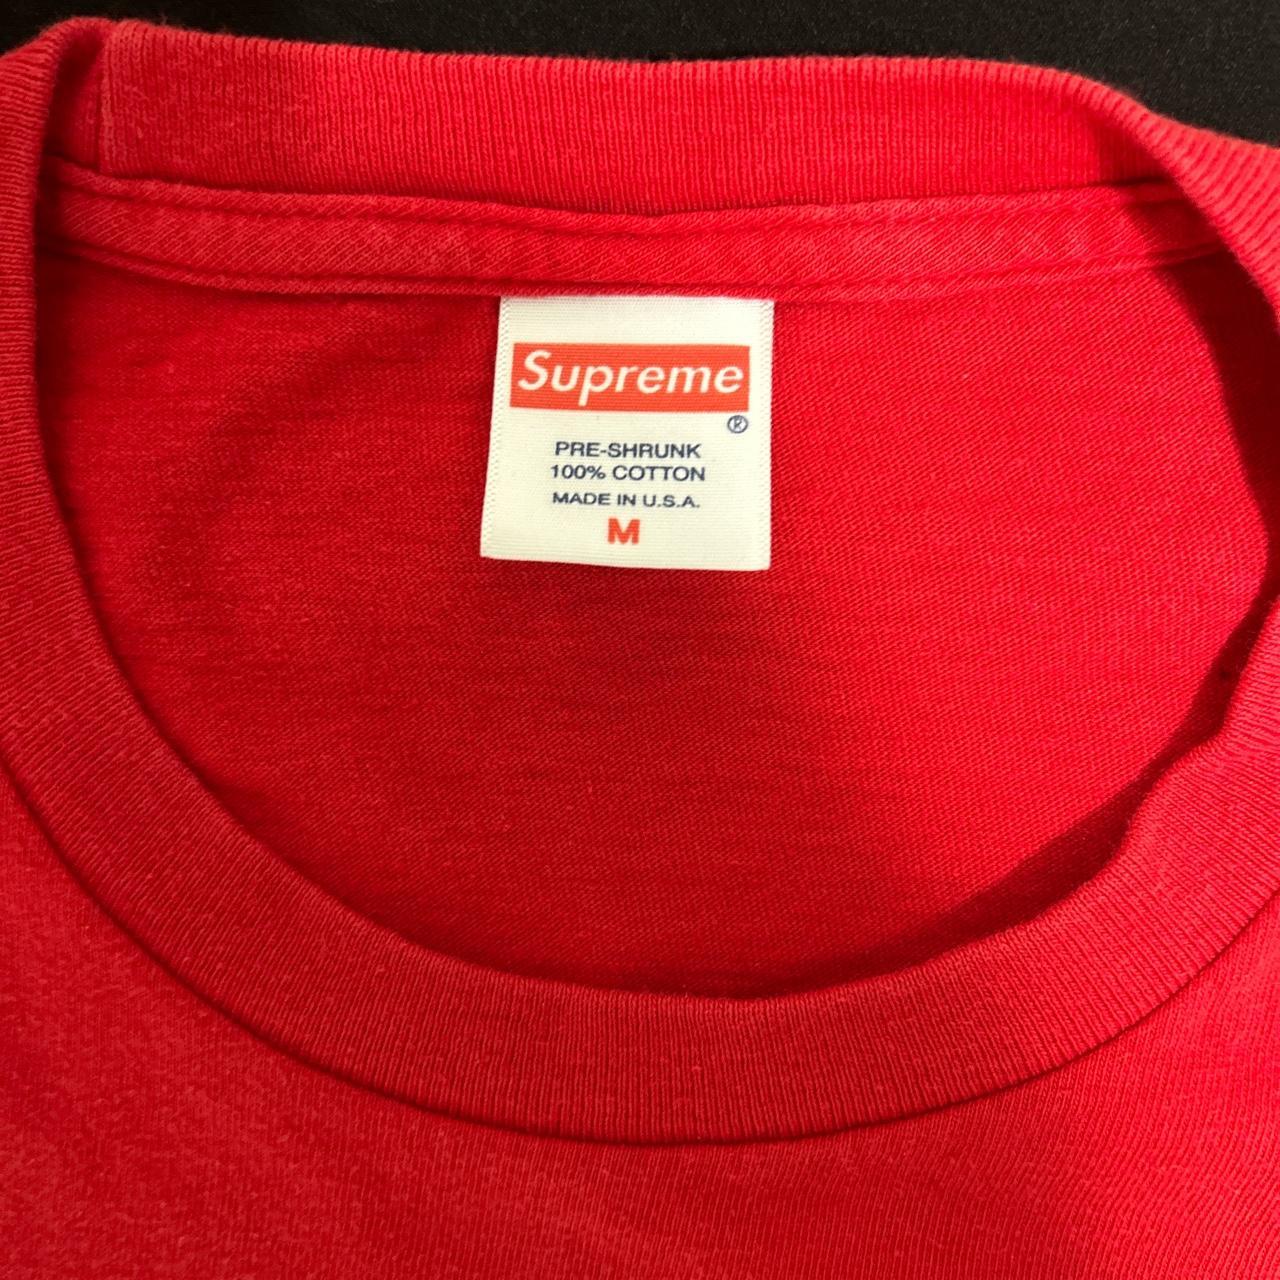 Supreme
®
PRE-SHRUNK
100% COTTON
MADE IN U.S.A.
M